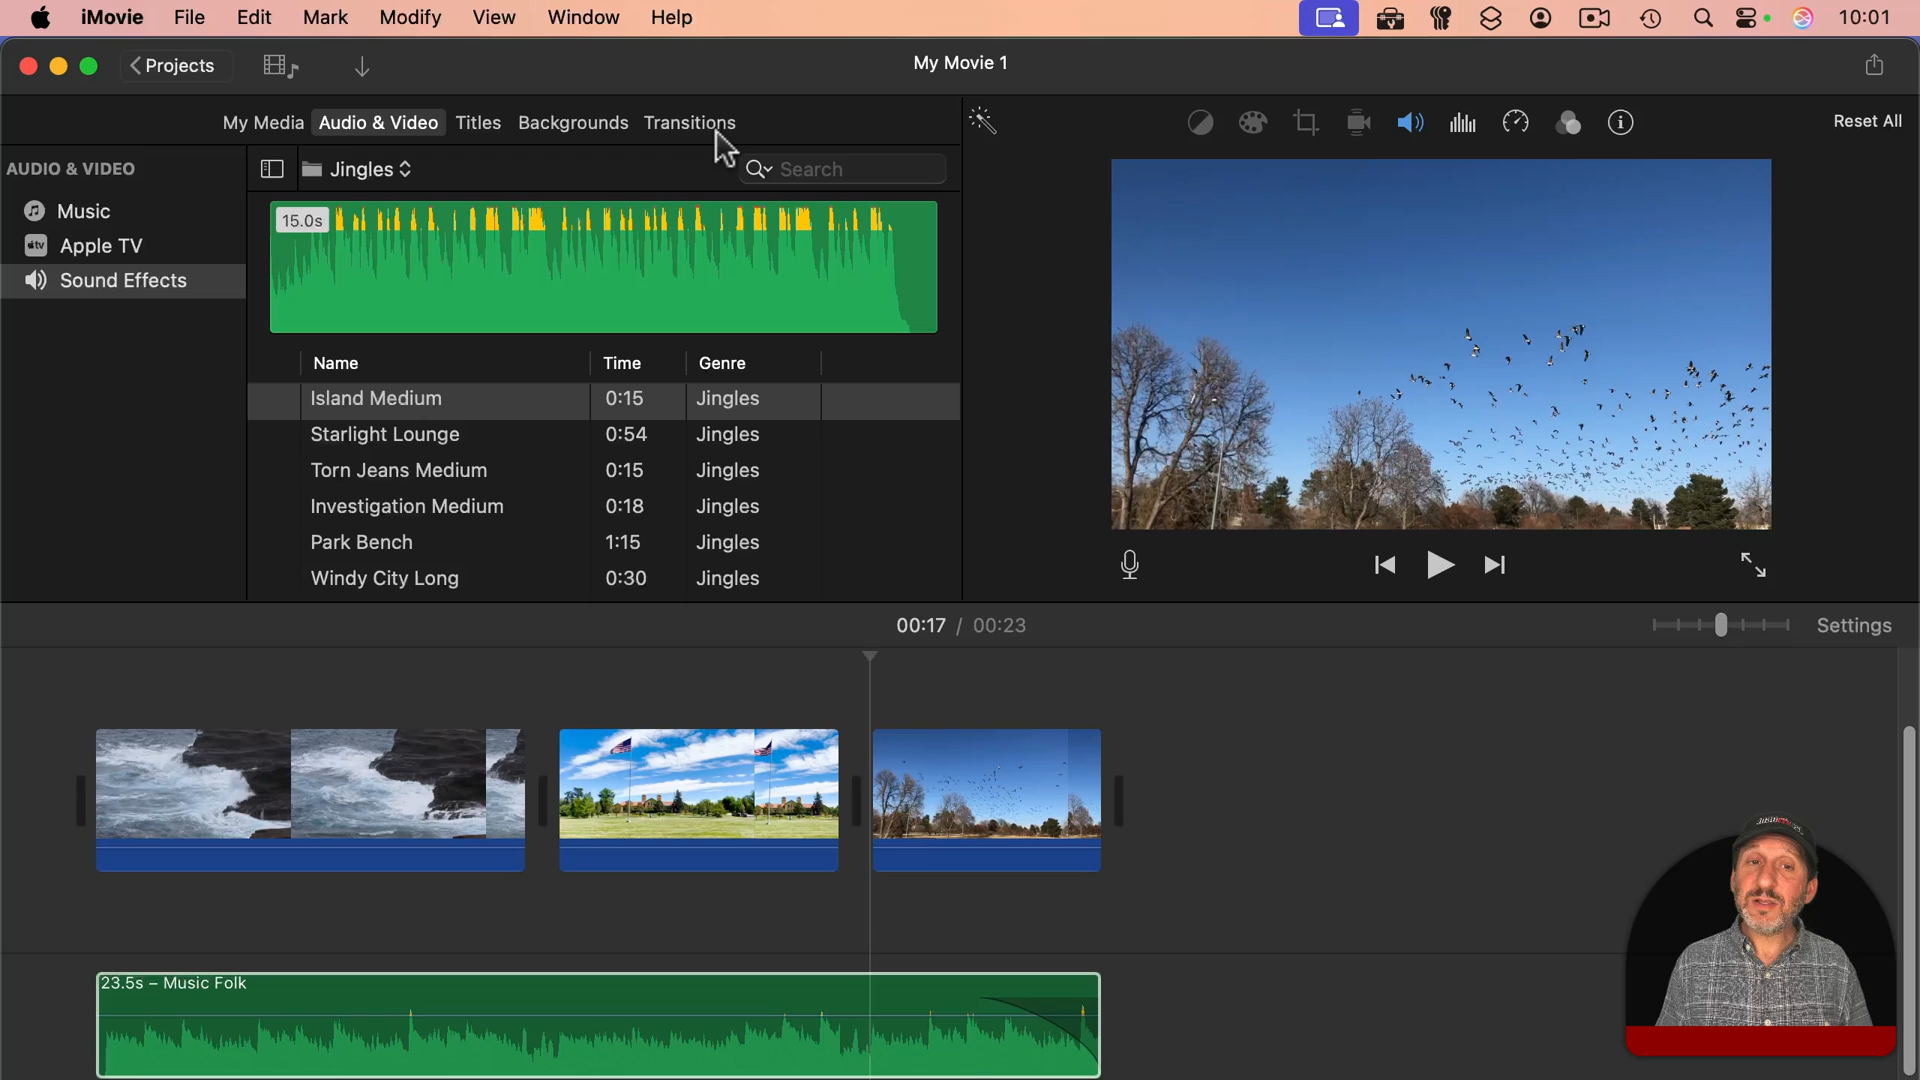 iMovie File Edit Mark Modify View Window Help 10:01
Projects My Movie 1
My Media Audio & Video Titles Backgrounds Transitions Reset All
AUDIO & VIDEO Jingles Search
Music
Apple TV
Sound Effects
15.0s
Name Time Genre
Island Medium 0:15 Jingles
Starlight Lounge 0:54 Jingles
Torn Jeans Medium 0:15 Jingles
Investigation Medium 0:18 Jingles
Park Bench 1:15 Jingles
Windy City Long 0:30 Jingles
00:17 / 00:23 Settings
23.5s – Music Folk